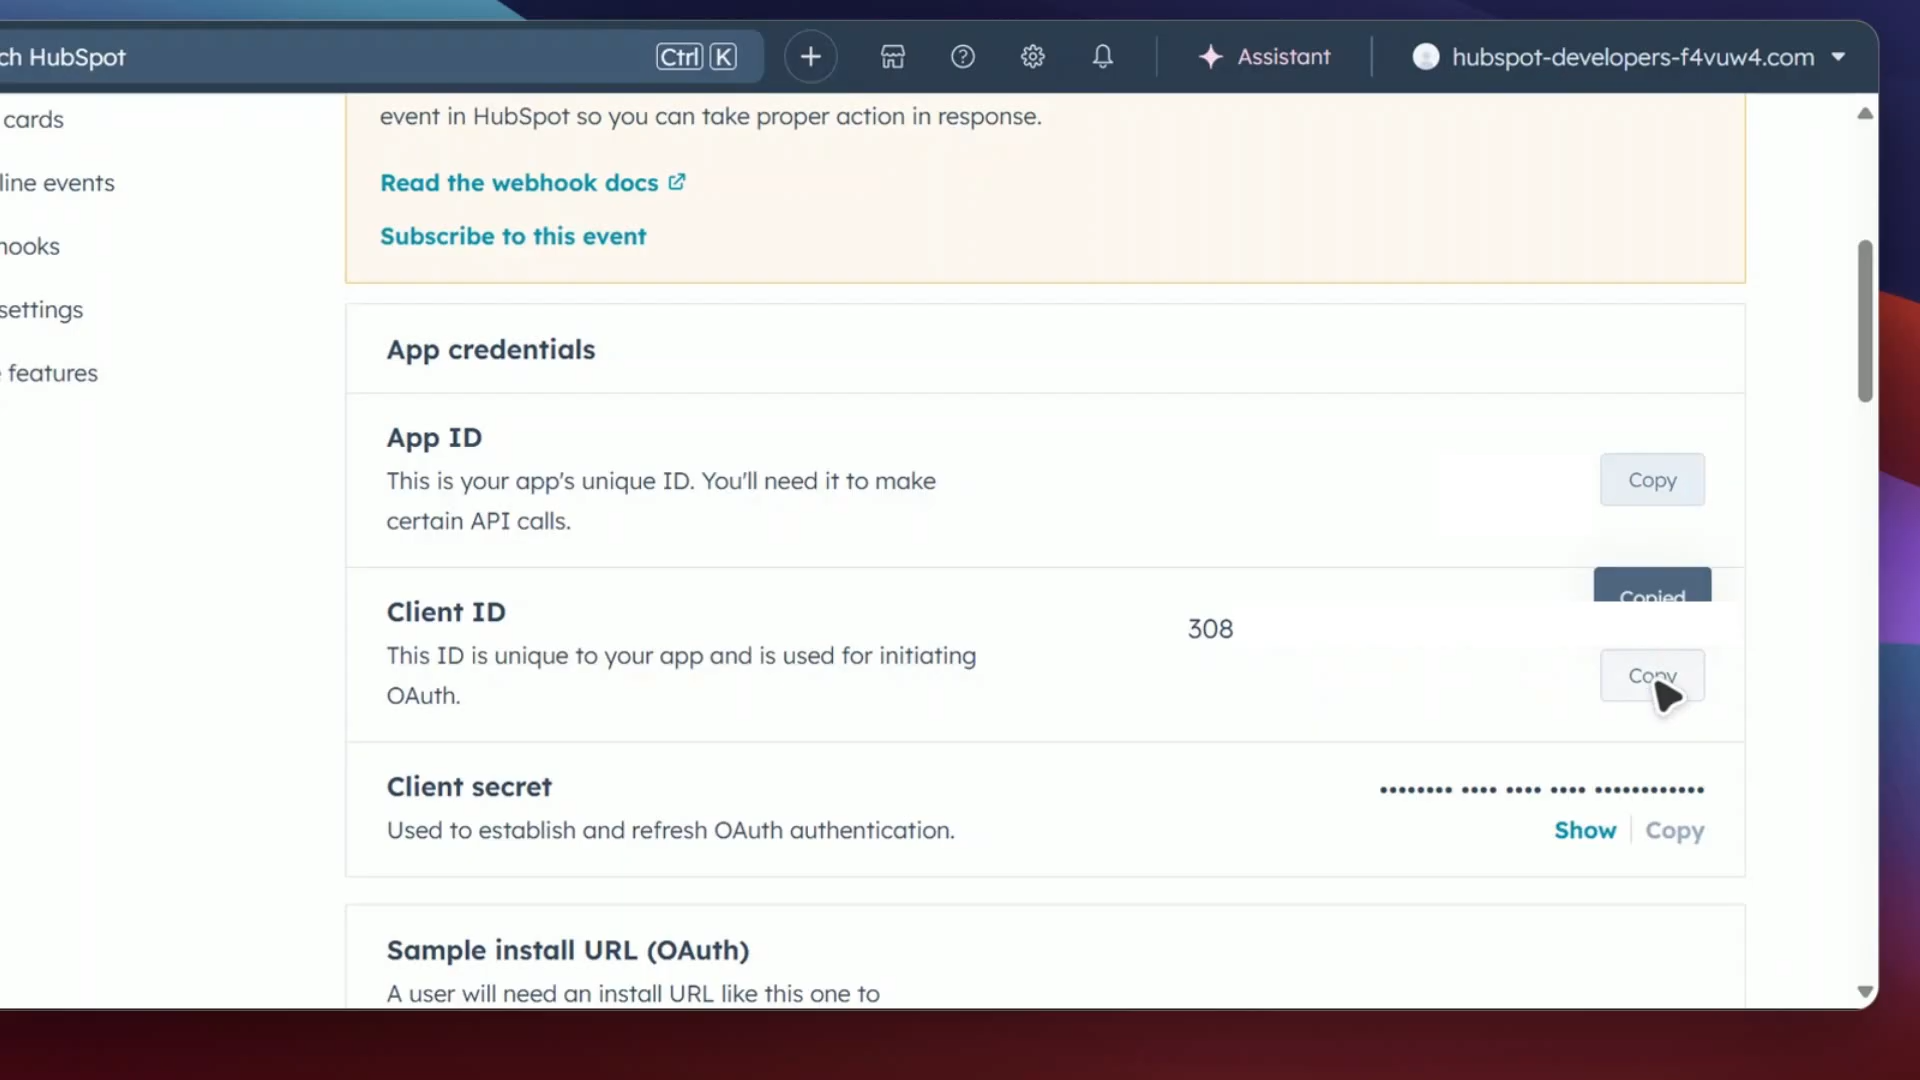 ch HubSpot
Ctrl K
Assistant
hubspot-developers-f4vuw4.com
cards
line events
hooks
settings
features
event in HubSpot so you can take proper action in response.
Read the webhook docs
Subscribe to this event
App credentials
App ID
This is your app's unique ID. You'll need it to make
certain API calls.
Copy
Copied
Client ID
308
This ID is unique to your app and is used for initiating
OAuth.
Copy
Client secret
•••••••• •••• •••• •••• ••••••••••••
Used to establish and refresh OAuth authentication.
Show
Copy
Sample install URL (OAuth)
A user will need an install URL like this one to